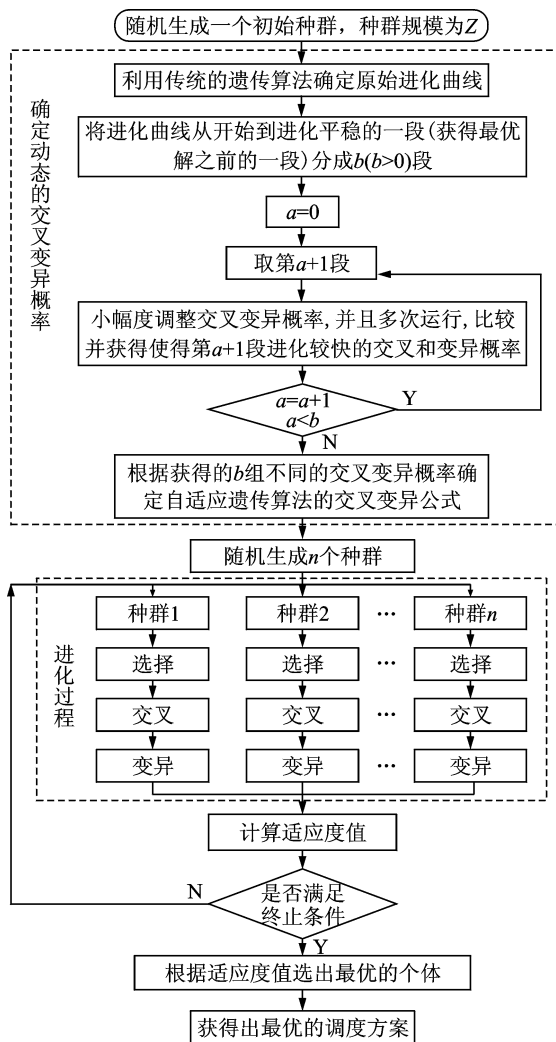 随机生成一个初始种群，种群规模为Z
确定动态的交叉变异概率
利用传统的遗传算法确定原始进化曲线
将进化曲线从开始到进化平稳的一段(获得最优
解之前的一段)分成b(b>0)段
a=0
取第a+1段
小幅度调整交叉变异概率,并且多次运行,比较
并获得使得第a+1段进化较快的交叉和变异概率
a=a+1
a<b
Y
N
根据获得的b组不同的交叉变异概率确
定自适应遗传算法的交叉变异公式
随机生成n个种群
进化过程
种群1 种群2 … 种群n
选择 选择 … 选择
交叉 交叉 … 交叉
变异 变异 … 变异
计算适应度值
N
是否满足
终止条件
Y
根据适应度值选出最优的个体
获得出最优的调度方案